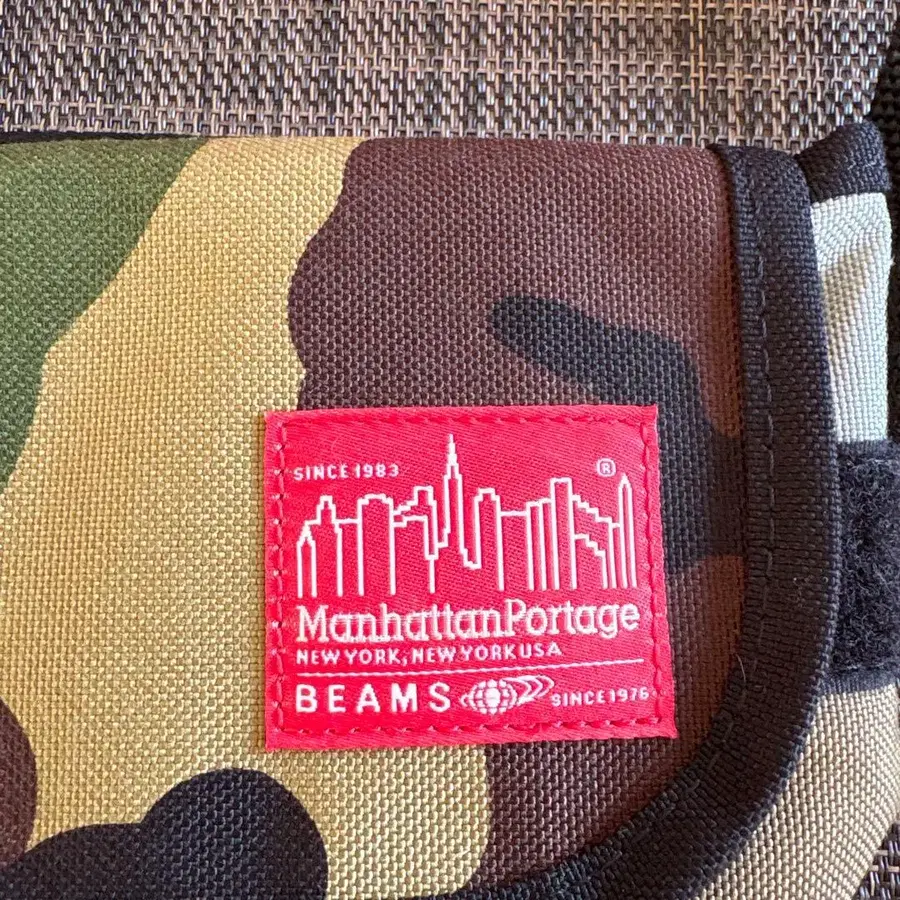 SINCE 1983
®
ManhattanPortage
NEW YORK, NEW YORK USA
BEAMS SINCE 1976